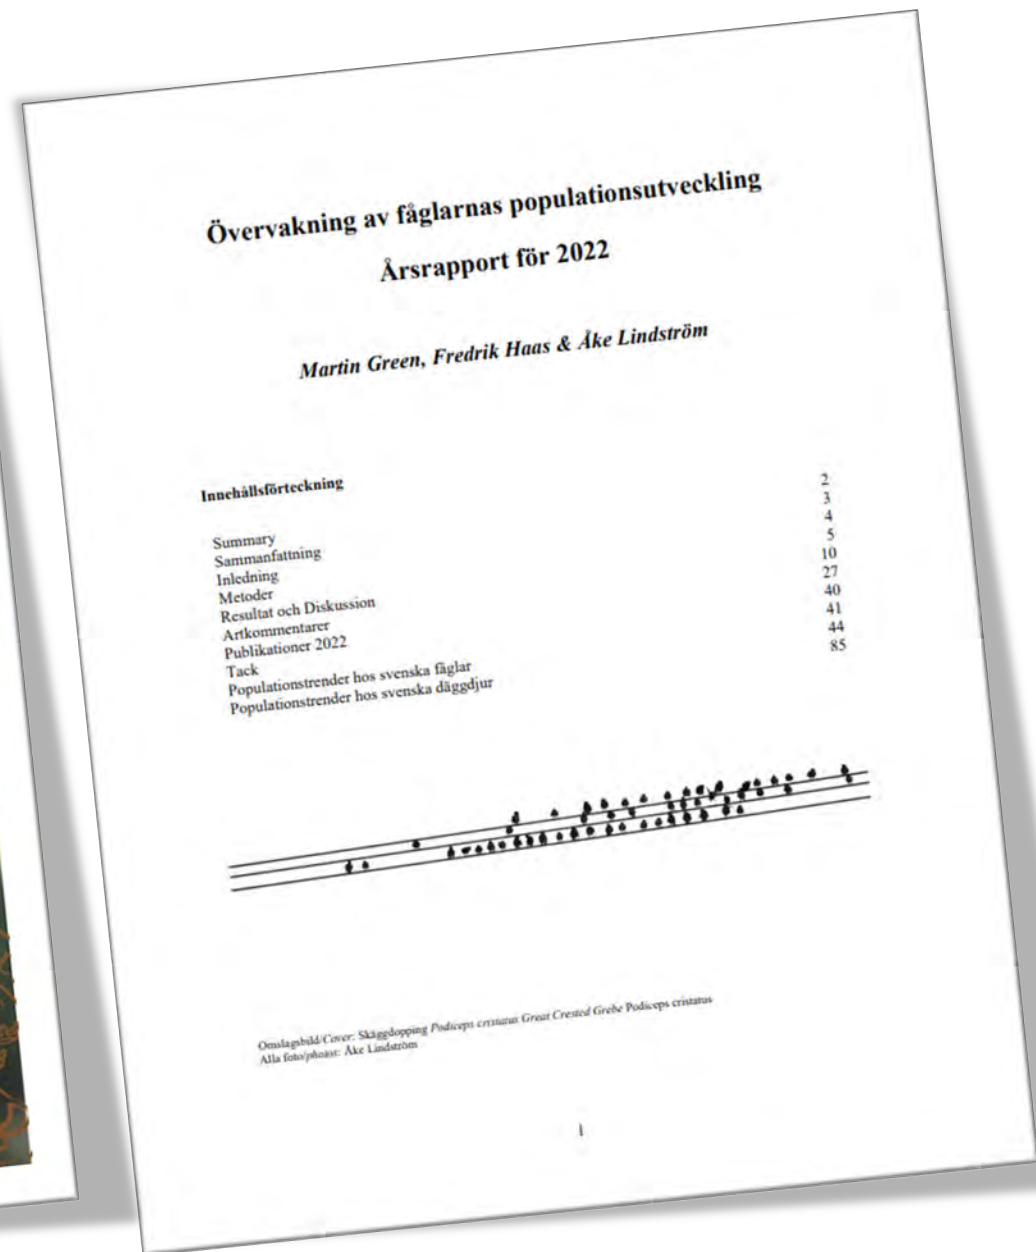 Övervakning av fåglarnas populationsutveckling
Årsrapport för 2022
Martin Green, Fredrik Haas & Åke Lindström
Innehållsförteckning
Summary 2
Sammanfattning 3
Inledning 4
Metoder 5
Resultat och Diskussion 10
Artkommentarer 27
Publikationer 2022 40
Tack 41
Populationstrender hos svenska fåglar 44
Populationstrender hos svenska däggdjur 85
Omslagsbild/Cover: Skäggdopping Podiceps cristatus Great Crested Grebe Podiceps cristatus
Alla foto/photos: Åke Lindström
1